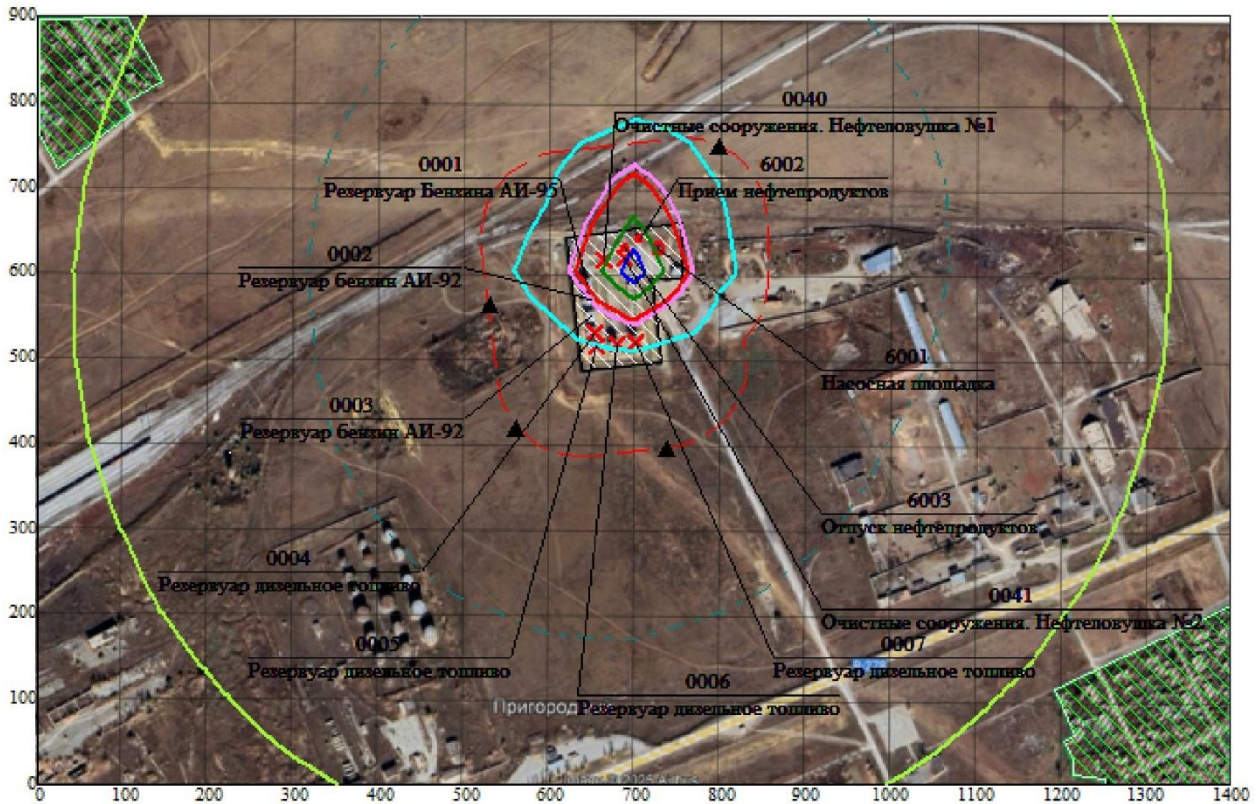 900
800
700
600
500
400
300
200
100
0
0040
Очистные сооружения. Нефтеловушка №1
0001
Резервуар Бензина АИ-95
6002
Прием нефтепродуктов
0002
Резервуар бензин АИ-92
6001
Насосная площадка
0003
Резервуар бензин АИ-92
6003
Отпуск нефтепродуктов
0004
Резервуар дизельное топливо
0041
Очистные сооружения. Нефтеловушка №2
0005
Резервуар дизельное топливо
0007
Резервуар дизельное топливо
0006
Резервуар дизельное топливо
0 100 200 300 400 500 600 700 800 900 1000 1100 1200 1300 1400